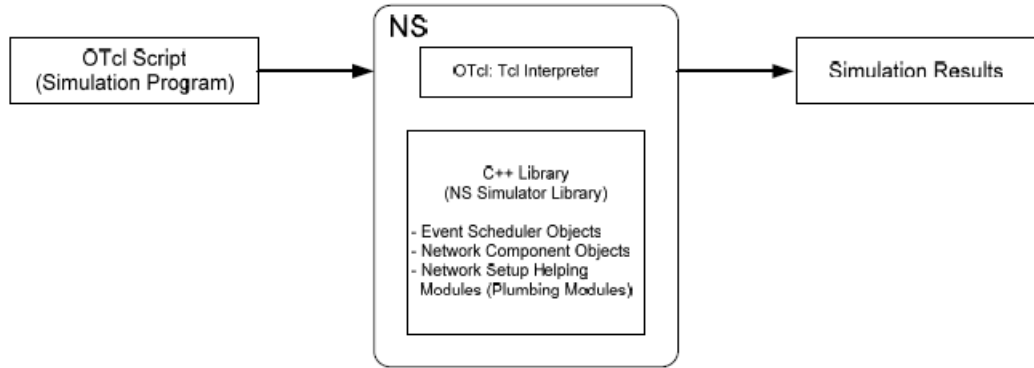 OTcl Script
(Simulation Program)
NS
OTcl: Tcl Interpreter
C++ Library
(NS Simulator Library)
- Event Scheduler Objects
- Network Component Objects
- Network Setup Helping
Modules (Plumbing Modules)
Simulation Results